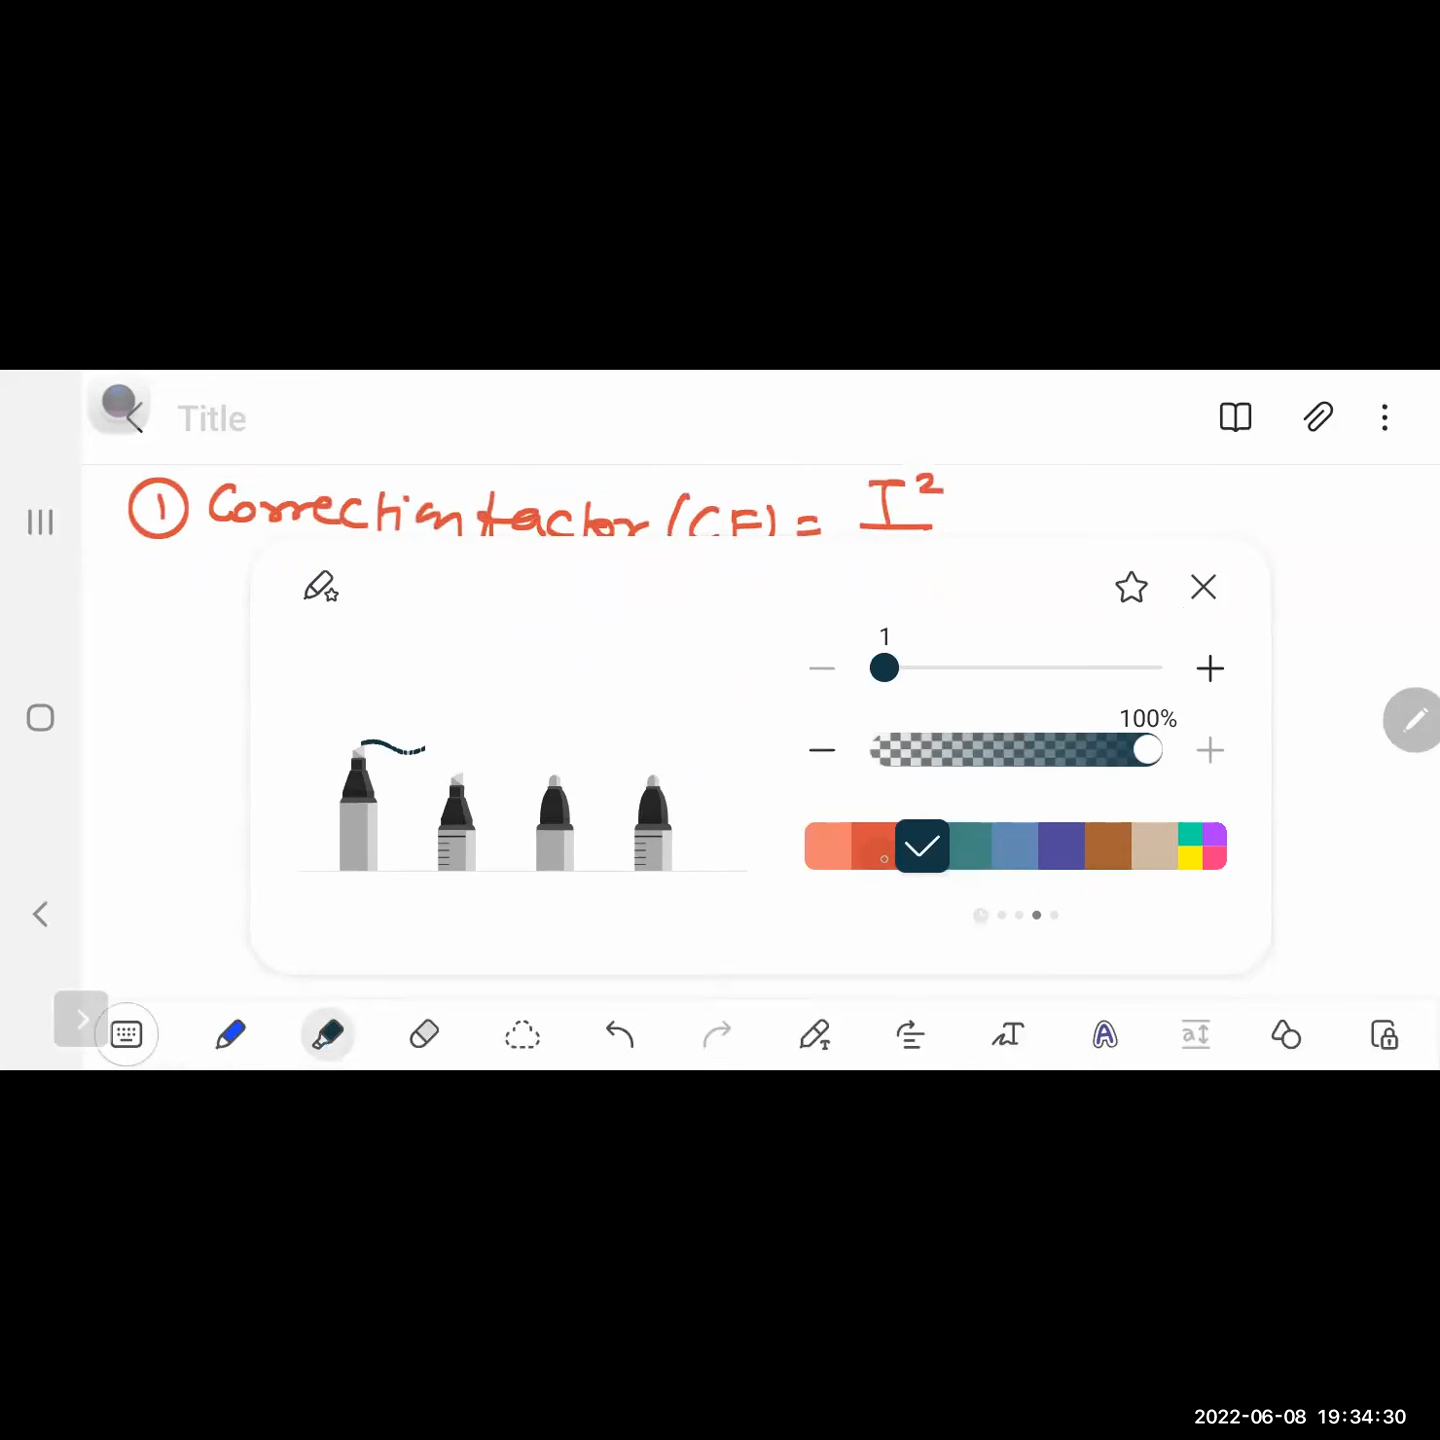 Title
① Correction factor (CF) = I²
1
100%
T
T
A
a
2022-06-08 19:34:30